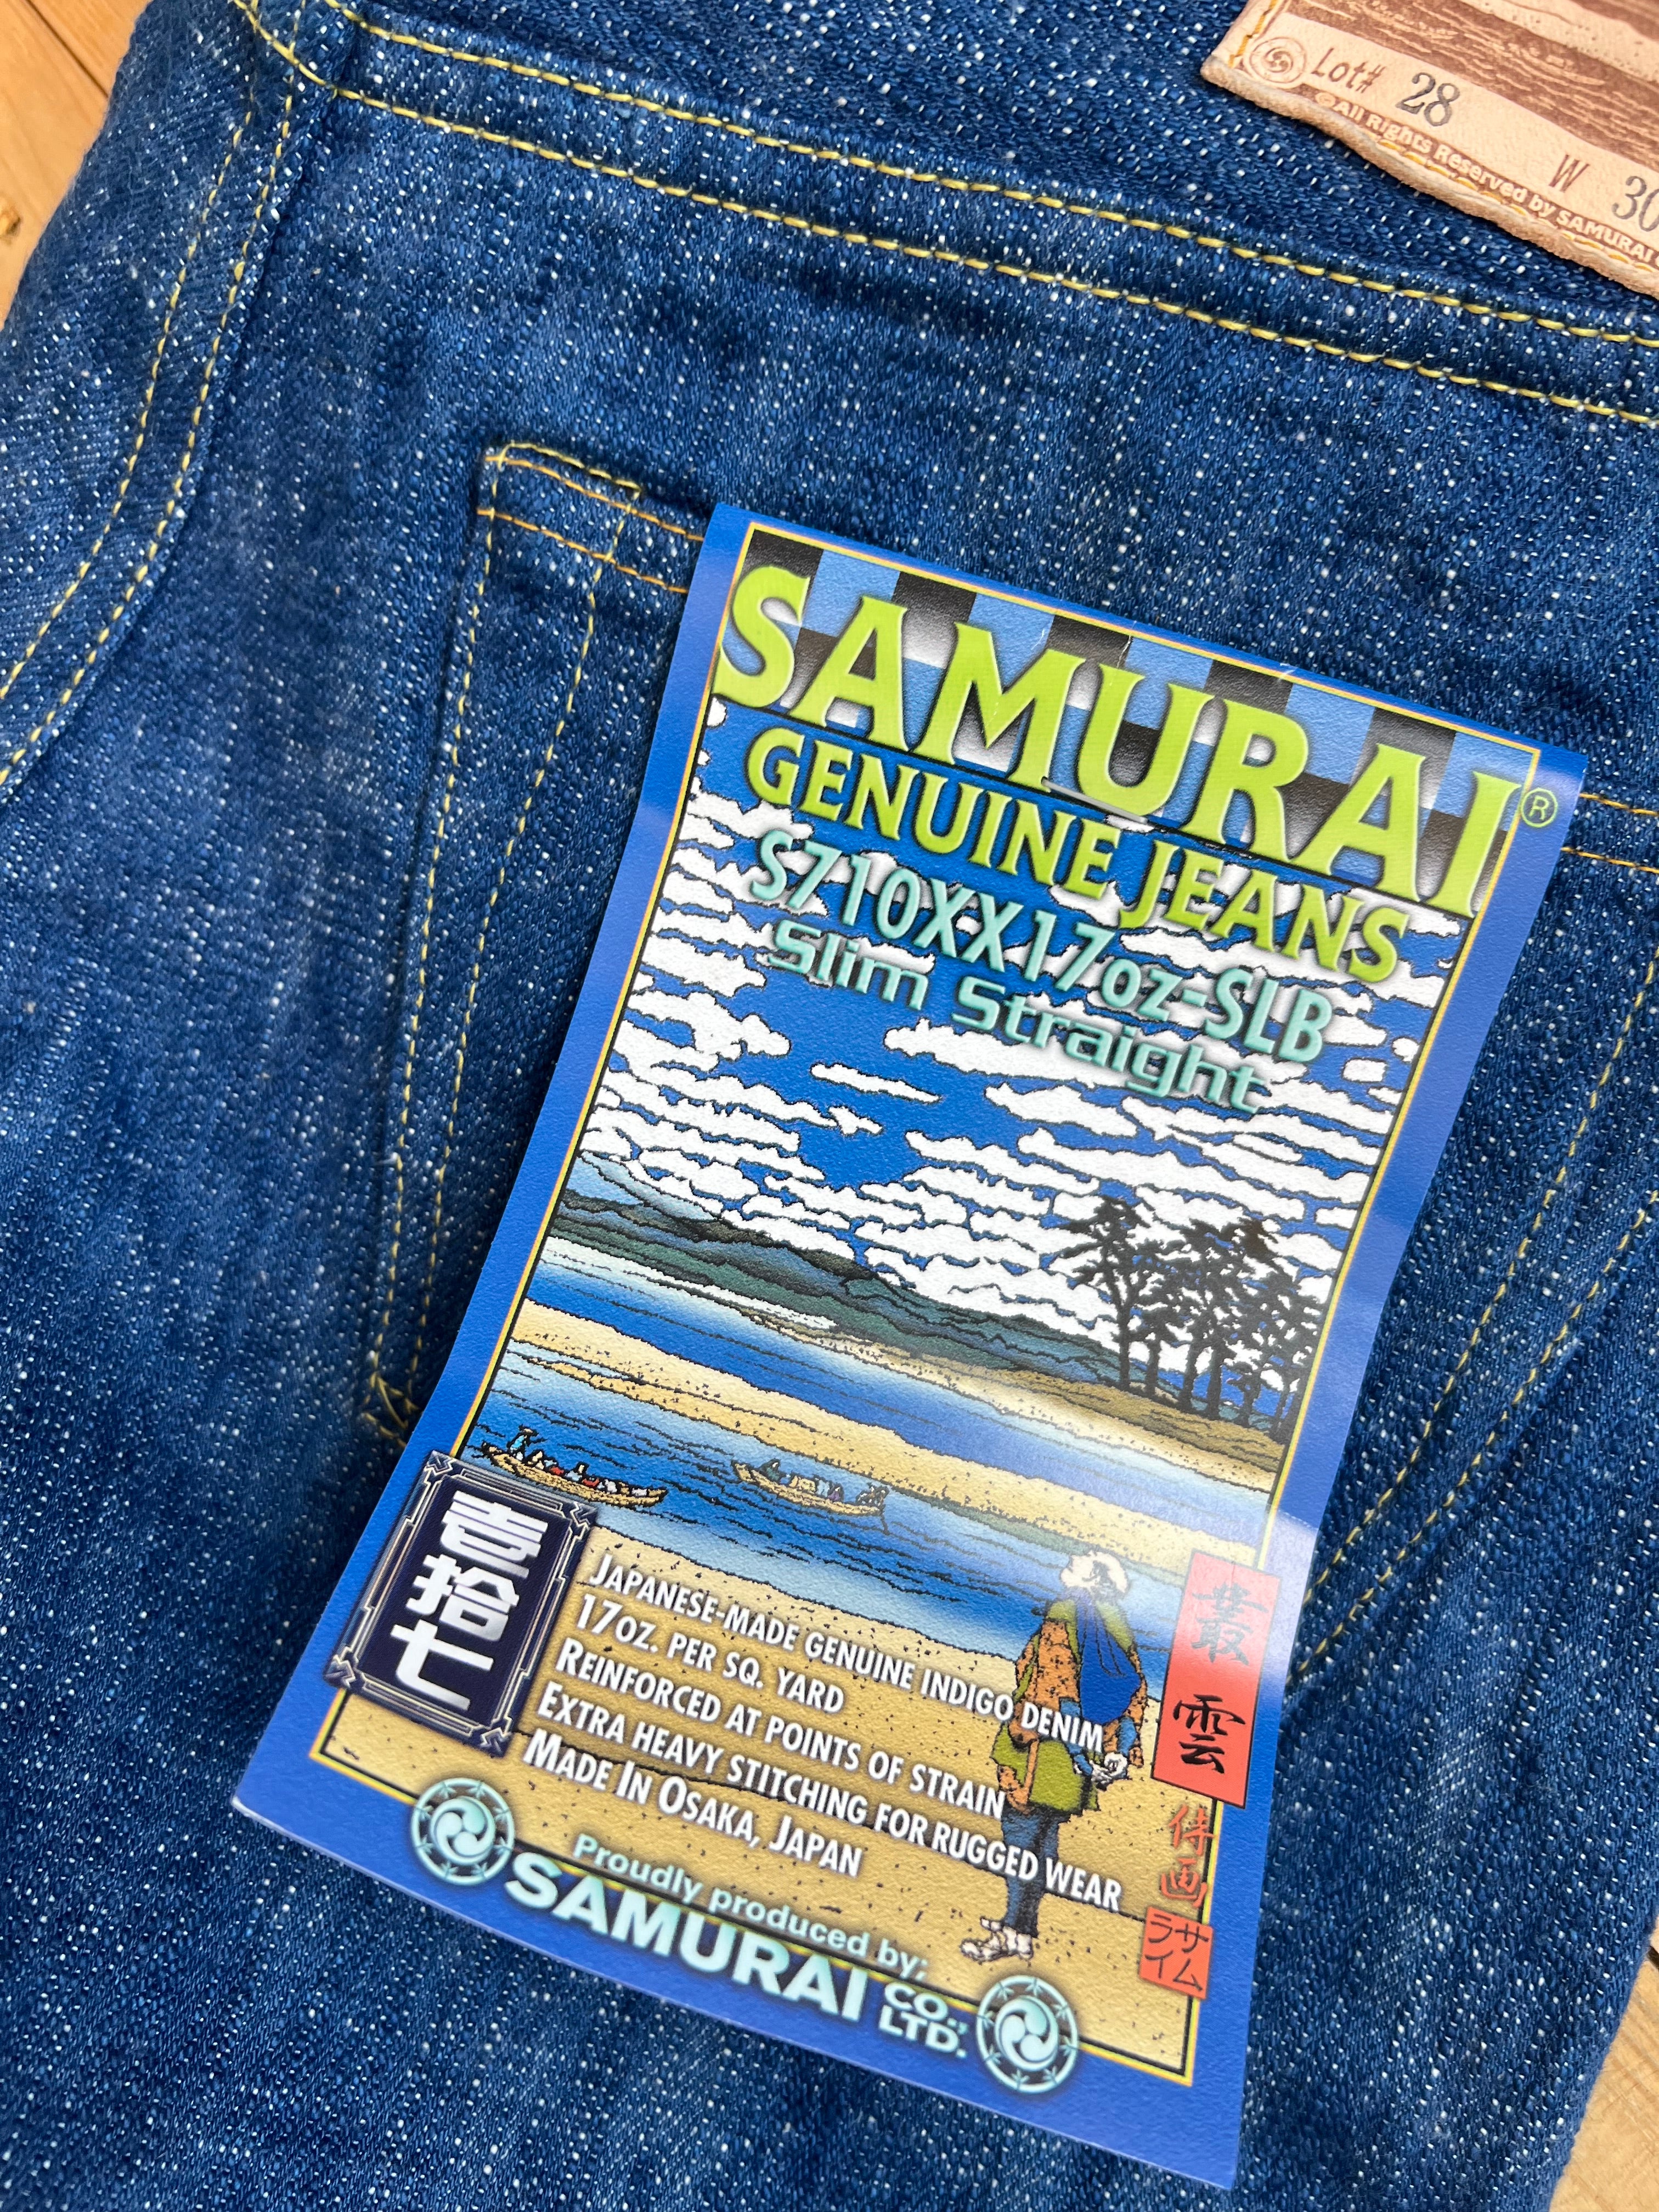 Lot# 28
W 30
©All Rights Reserved by SAMURAI
SAMURAI®
GENUINE JEANS
S710XX17oz-SLB
Slim Straight
壱拾七
JAPANESE-MADE GENUINE INDIGO DENIM
17OZ. PER SQ. YARD
REINFORCED AT POINTS OF STRAIN
EXTRA HEAVY STITCHING FOR RUGGED WEAR
MADE IN OSAKA, JAPAN
叢雲
侍画
サム
ライ
Proudly produced by;
SAMURAI CO., LTD.